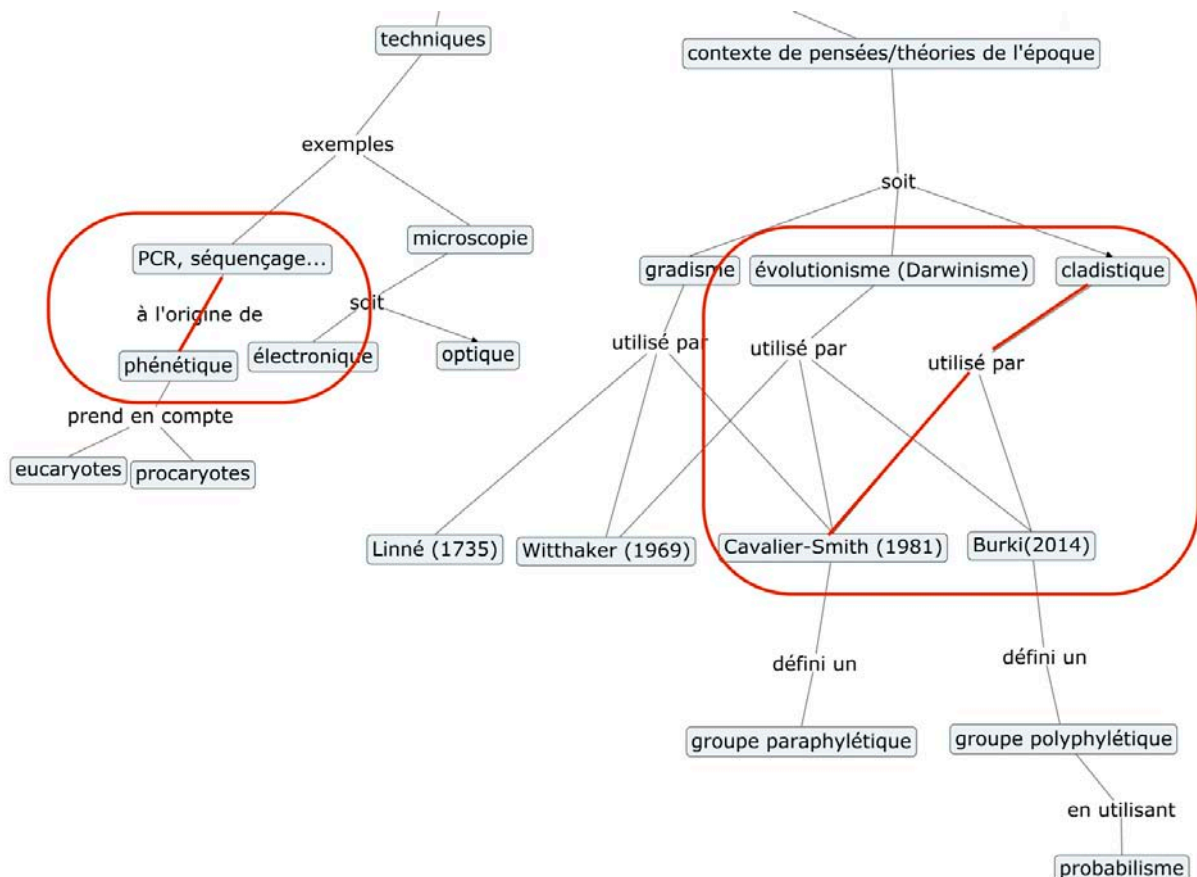 techniques
contexte de pensées/théories de l'époque
exemples
soit
PCR, séquençage...
microscopie
gradisme
évolutionisme (Darwinisme)
cladistique
à l'origine de
soit
utilisé par
utilisé par
utilisé par
phénétique
électronique
optique
prend en compte
eucaryotes
procaryotes
Linné (1735)
Witthaker (1969)
Cavalier-Smith (1981)
Burki(2014)
défini un
défini un
groupe paraphylétique
groupe polyphylétique
en utilisant
probabilisme